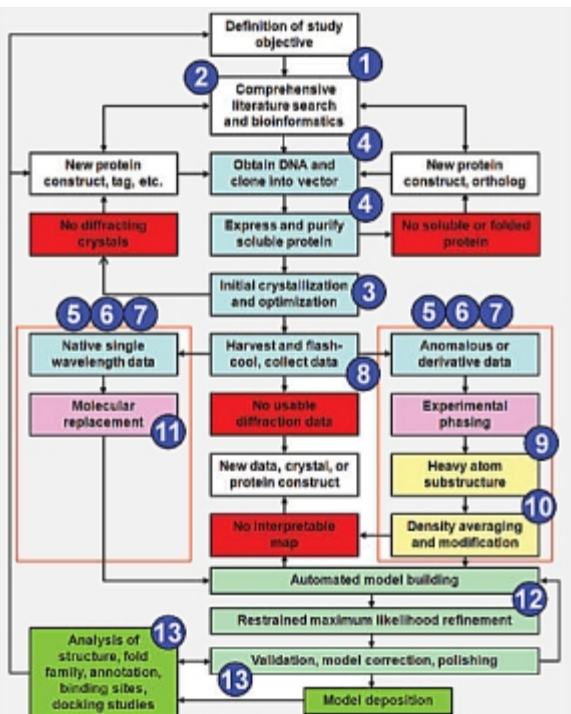 Definition of study
objective
1
2
Comprehensive
literature search
and bioinformatics
4
New protein
construct, tag, etc.
Obtain DNA and
clone into vector
New protein
construct, ortholog
4
No diffracting
crystals
Express and purify
soluble protein
No soluble or folded
protein
Initial crystallization
and optimization
3
5 6 7
5 6 7
Native single
wavelength data
Harvest and flash-
cool, collect data
Anomalous or
derivative data
8
Molecular
replacement
11
No usable
diffraction data
Experimental
phasing
9
New data, crystal, or
protein construct
Heavy atom
substructure
10
No interpretable
map
Density averaging
and modification
Automated model building
12
Restrained maximum likelihood refinement
13
Analysis of
structure, fold
family, annotation,
binding sites,
docking studies
Validation, model correction, polishing
13
Model deposition